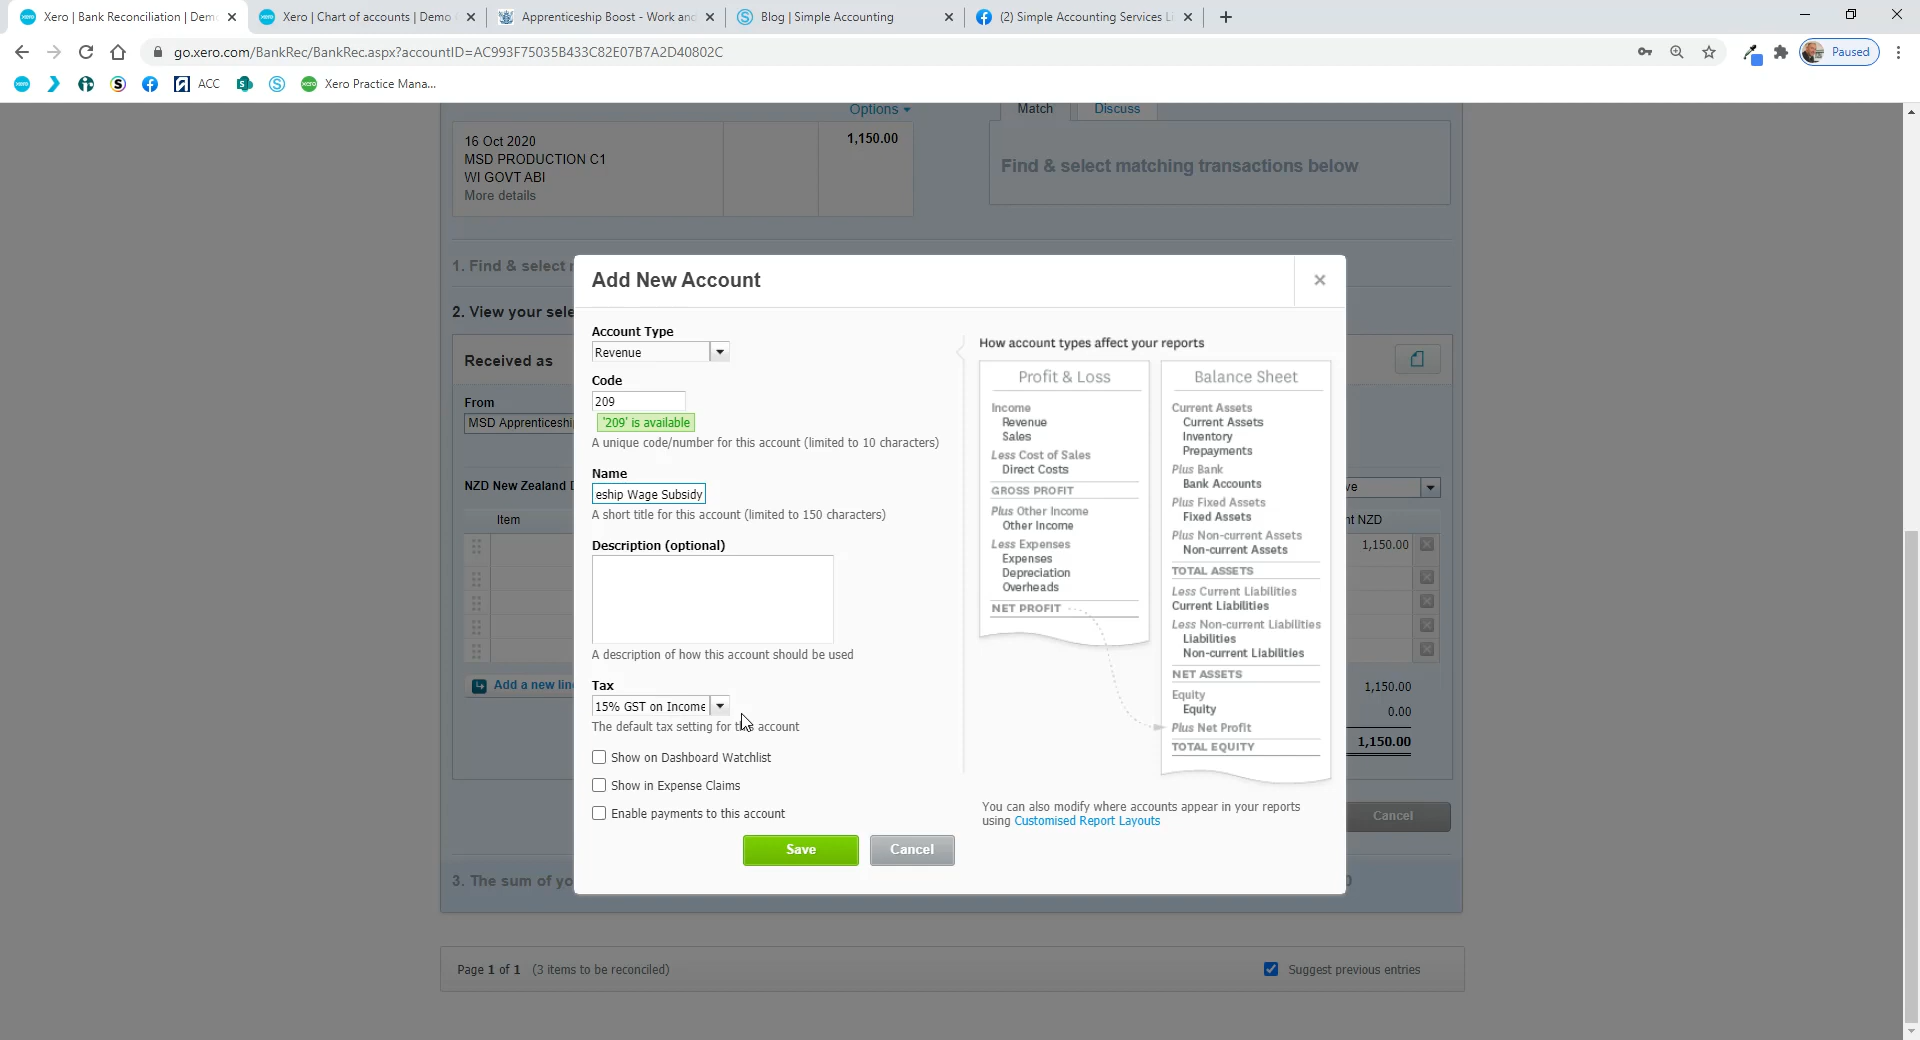 Xero | Bank Reconciliation | Dem
Xero | Chart of accounts | Demo
Apprenticeship Boost - Work and
Blog | Simple Accounting
(2) Simple Accounting Services Li
go.xero.com/BankRec/BankRec.aspx?accountID=AC993F75035B433C82E07B7A2D40802C
Paused
ACC
Xero Practice Mana...
Options
Match
Discuss
16 Oct 2020
MSD PRODUCTION C1
WI GOVT ABI
More details
1,150.00
Find & select matching transactions below
1. Find & select
2. View your sele
Received as
From
MSD Apprenticeshi
NZD New Zealand D
ve
Item
nt NZD
1,150.00
Add a new line
1,150.00
0.00
1,150.00
Cancel
3. The sum of yo
0
Add New Account
Account Type
Revenue
Code
209
'209' is available
A unique code/number for this account (limited to 10 characters)
Name
eship Wage Subsidy
A short title for this account (limited to 150 characters)
Description (optional)
A description of how this account should be used
Tax
15% GST on Income
The default tax setting for this account
Show on Dashboard Watchlist
Show in Expense Claims
Enable payments to this account
Save
Cancel
How account types affect your reports
Profit & Loss
Income
Revenue
Sales
Less Cost of Sales
Direct Costs
GROSS PROFIT
Plus Other Income
Other Income
Less Expenses
Expenses
Depreciation
Overheads
NET PROFIT
Balance Sheet
Current Assets
Current Assets
Inventory
Prepayments
Plus Bank
Bank Accounts
Plus Fixed Assets
Fixed Assets
Plus Non-current Assets
Non-current Assets
TOTAL ASSETS
Less Current Liabilities
Current Liabilities
Less Non-current Liabilities
Liabilities
Non-current Liabilities
NET ASSETS
Equity
Equity
Plus Net Profit
TOTAL EQUITY
You can also modify where accounts appear in your reports
using Customised Report Layouts
Page 1 of 1 (3 items to be reconciled)
Suggest previous entries